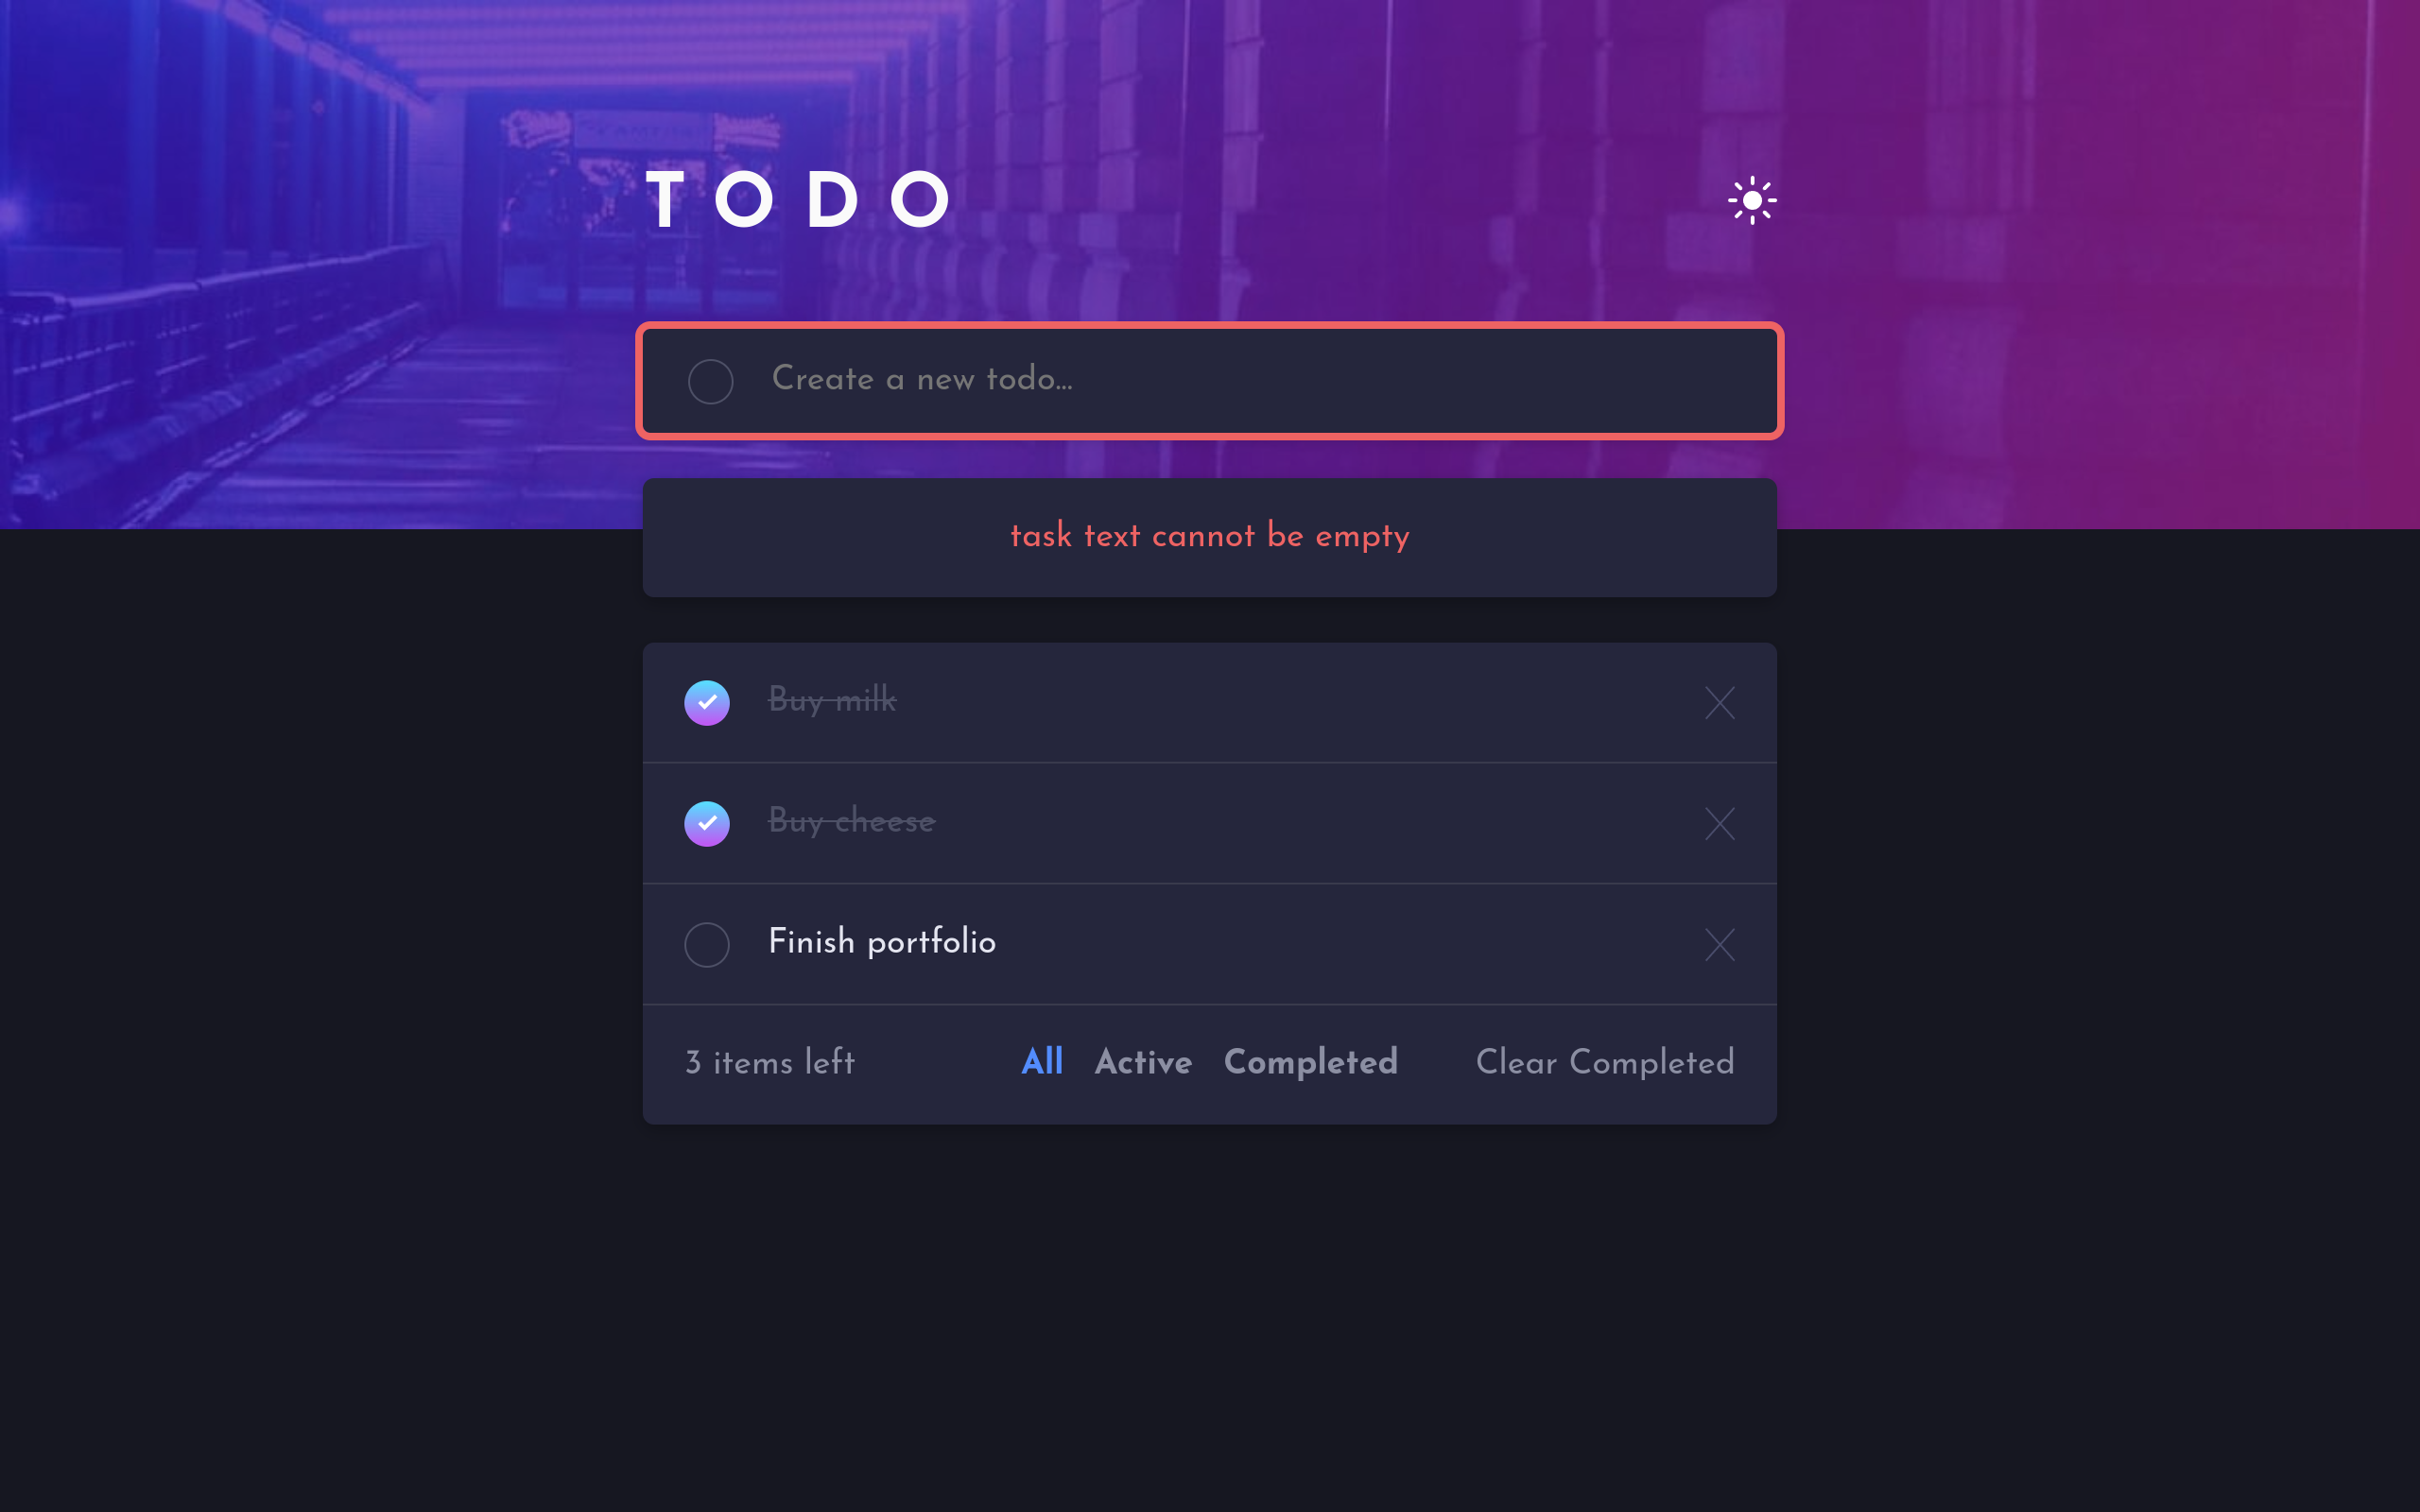 TODO
Create a new todo...
task text cannot be empty
Buy milk
Buy cheese
Finish portfolio
3 items left All Active Completed Clear Completed